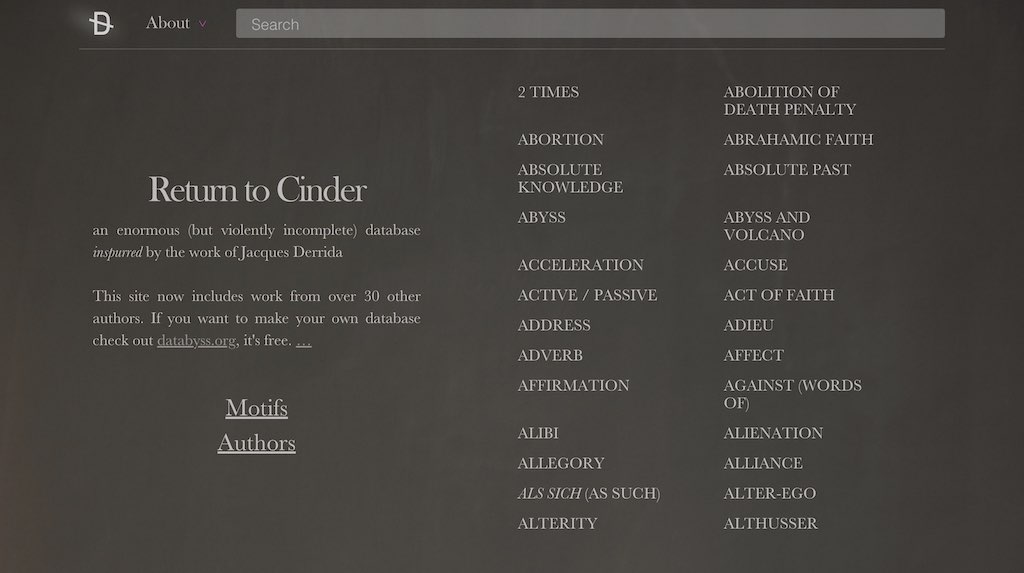 D
About
Search
Return to Cinder
an enormous (but violently incomplete) database
inspurred by the work of Jacques Derrida
This site now includes work from over 30 other
authors. If you want to make your own database
check out databyss.org, it's free. ...
Motifs
Authors
2 TIMES
ABOLITION OF
DEATH PENALTY
ABORTION
ABRAHAMIC FAITH
ABSOLUTE
KNOWLEDGE
ABSOLUTE PAST
ABYSS
ABYSS AND
VOLCANO
ACCELERATION
ACCUSE
ACTIVE / PASSIVE
ACT OF FAITH
ADDRESS
ADIEU
ADVERB
AFFECT
AFFIRMATION
AGAINST (WORDS
OF)
ALIBI
ALIENATION
ALLEGORY
ALLIANCE
ALS SICH (AS SUCH)
ALTER-EGO
ALTERITY
ALTHUSSER